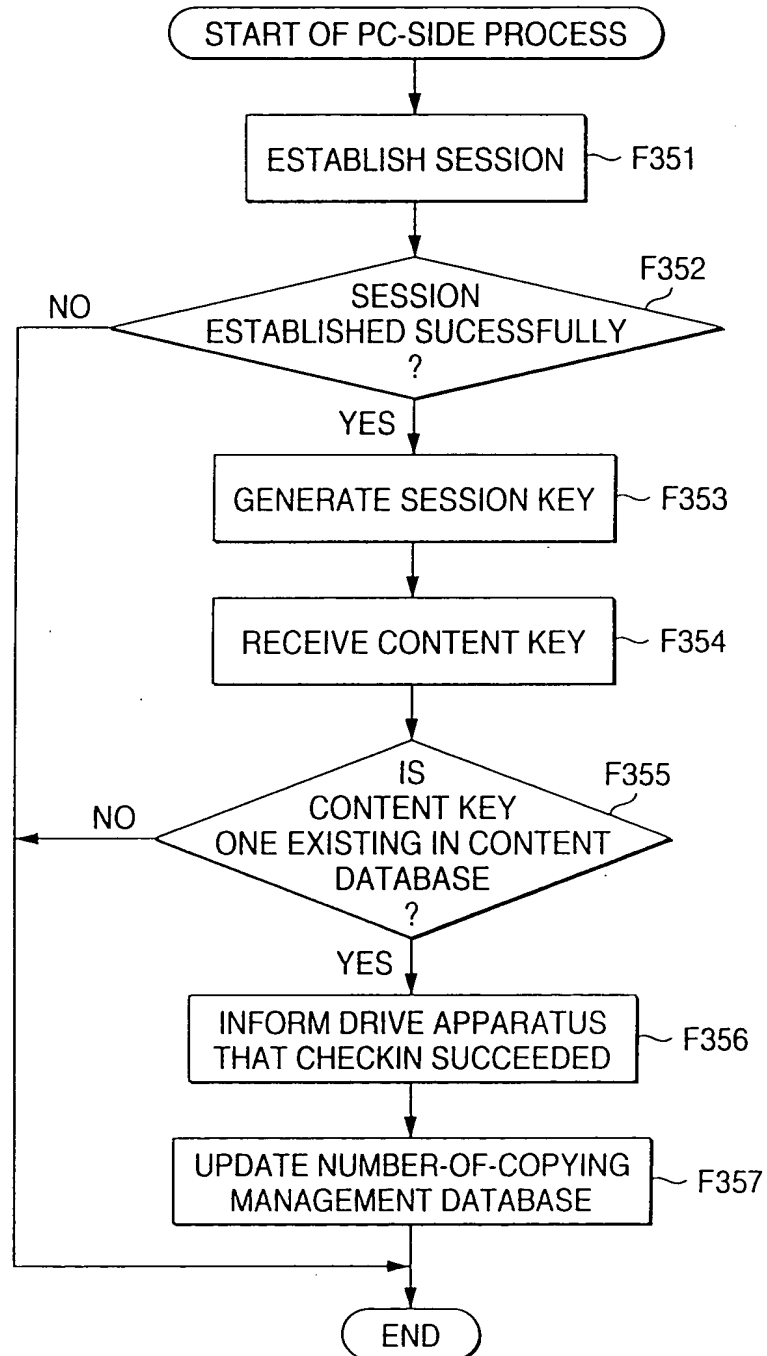 START OF PC-SIDE PROCESS
ESTABLISH SESSION
F351
F352
SESSION
ESTABLISHED SUCESSFULLY
?
NO
YES
GENERATE SESSION KEY
F353
RECEIVE CONTENT KEY
F354
F355
IS
CONTENT KEY
ONE EXISTING IN CONTENT
DATABASE
?
NO
YES
INFORM DRIVE APPARATUS
THAT CHECKIN SUCCEEDED
F356
UPDATE NUMBER-OF-COPYING
MANAGEMENT DATABASE
F357
END